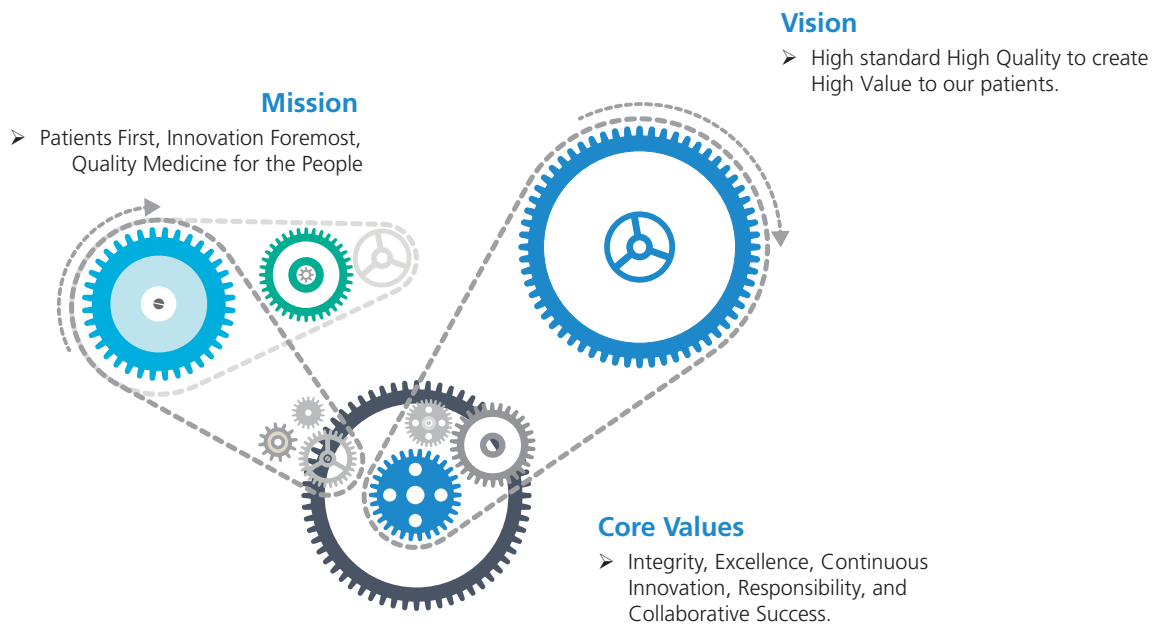 Vision
➢ High standard High Quality to create
High Value to our patients.
Mission
➢ Patients First, Innovation Foremost,
Quality Medicine for the People
Core Values
➢ Integrity, Excellence, Continuous
Innovation, Responsibility, and
Collaborative Success.